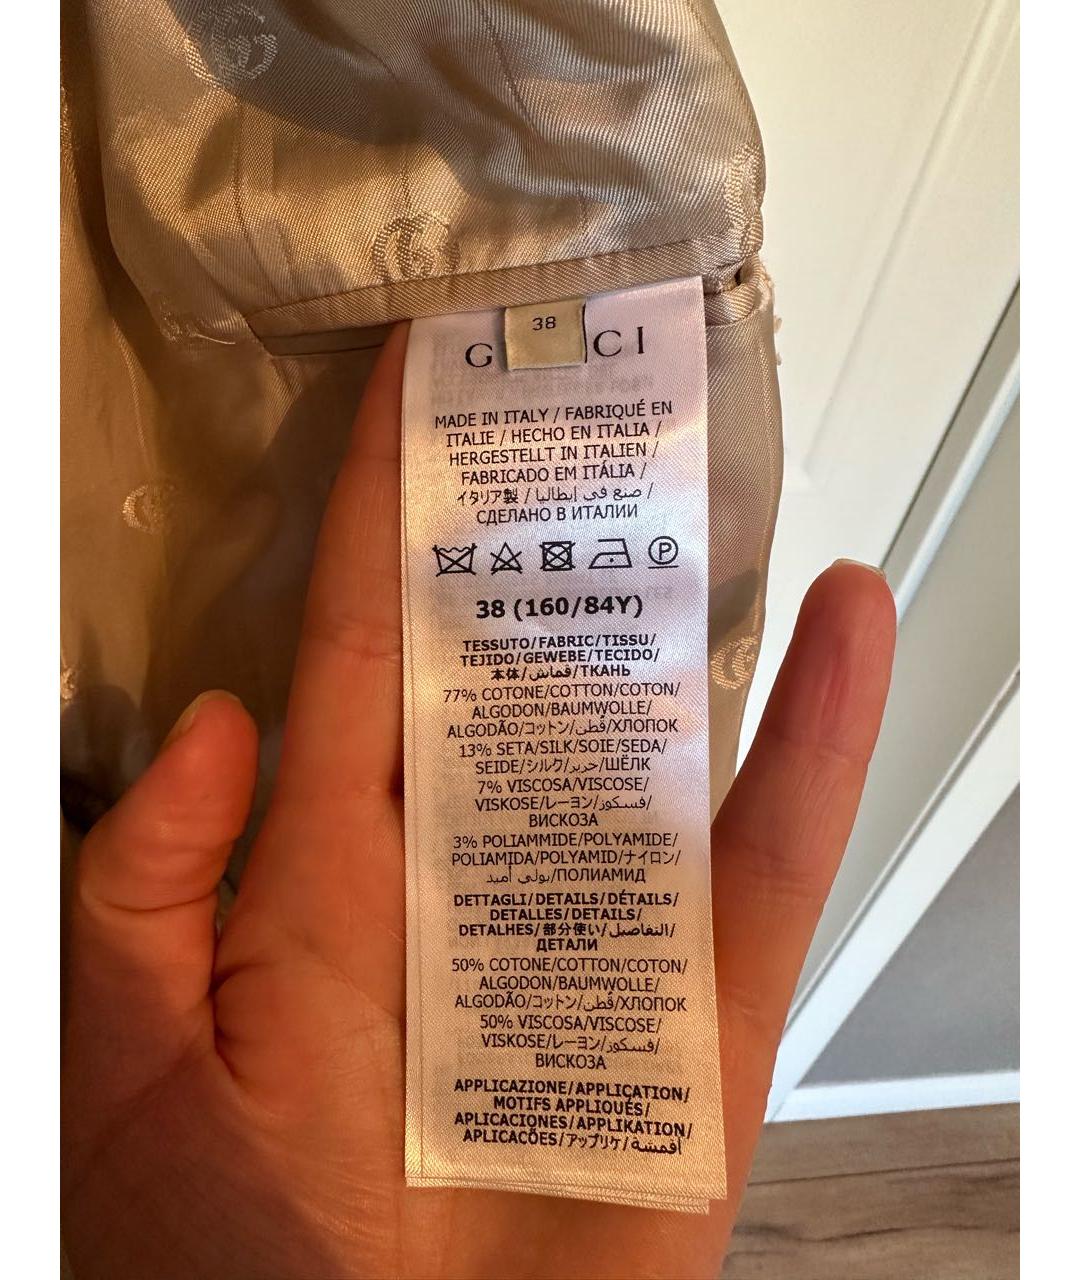 38
G CCI
MADE IN ITALY / FABRIQUÉ EN
ITALIE / HECHO EN ITALIA /
HERGESTELLT IN ITALIEN /
FABRICADO EM ITÁLIA /
イタリア製 / صنع في إيطاليا /
СДЕЛАНО В ИТАЛИИ
P
38 (160/84Y)
TESSUTO/FABRIC/TISSU/
TEJIDO/GEWEBE/TECIDO/
本体/قماش/ТКАНЬ
77% COTONE/COTTON/COTON/
ALGODON/BAUMWOLLE/
ALGODÃO/コットン/قُطن/ХЛОПОК
13% SETA/SILK/SOIE/SEDA/
SEIDE/シルク/حرير/ШЁЛК
7% VISCOSA/VISCOSE/
VISKOSE/レーヨン/فسكوز/
ВИСКОЗА
3% POLIAMMIDE/POLYAMIDE/
POLIAMIDA/POLYAMID/ナイロン/
بولي أميد/ПОЛИАМИД
DETTAGLI/DETAILS/DÉTAILS/
DETALLES/DETAILS/
DETALHES/部分使い/التفاصيل/
ДЕТАЛИ
50% COTONE/COTTON/COTON/
ALGODON/BAUMWOLLE/
ALGODÃO/コットン/قُطن/ХЛОПОК
50% VISCOSA/VISCOSE/
VISKOSE/レーヨン/فسكوز/
ВИСКОЗА
APPLICAZIONE/APPLICATION/
MOTIFS APPLIQUÉS/
APLICACIONES/APPLIKATION/
APLICACÕES/アップリケ/أقمشة